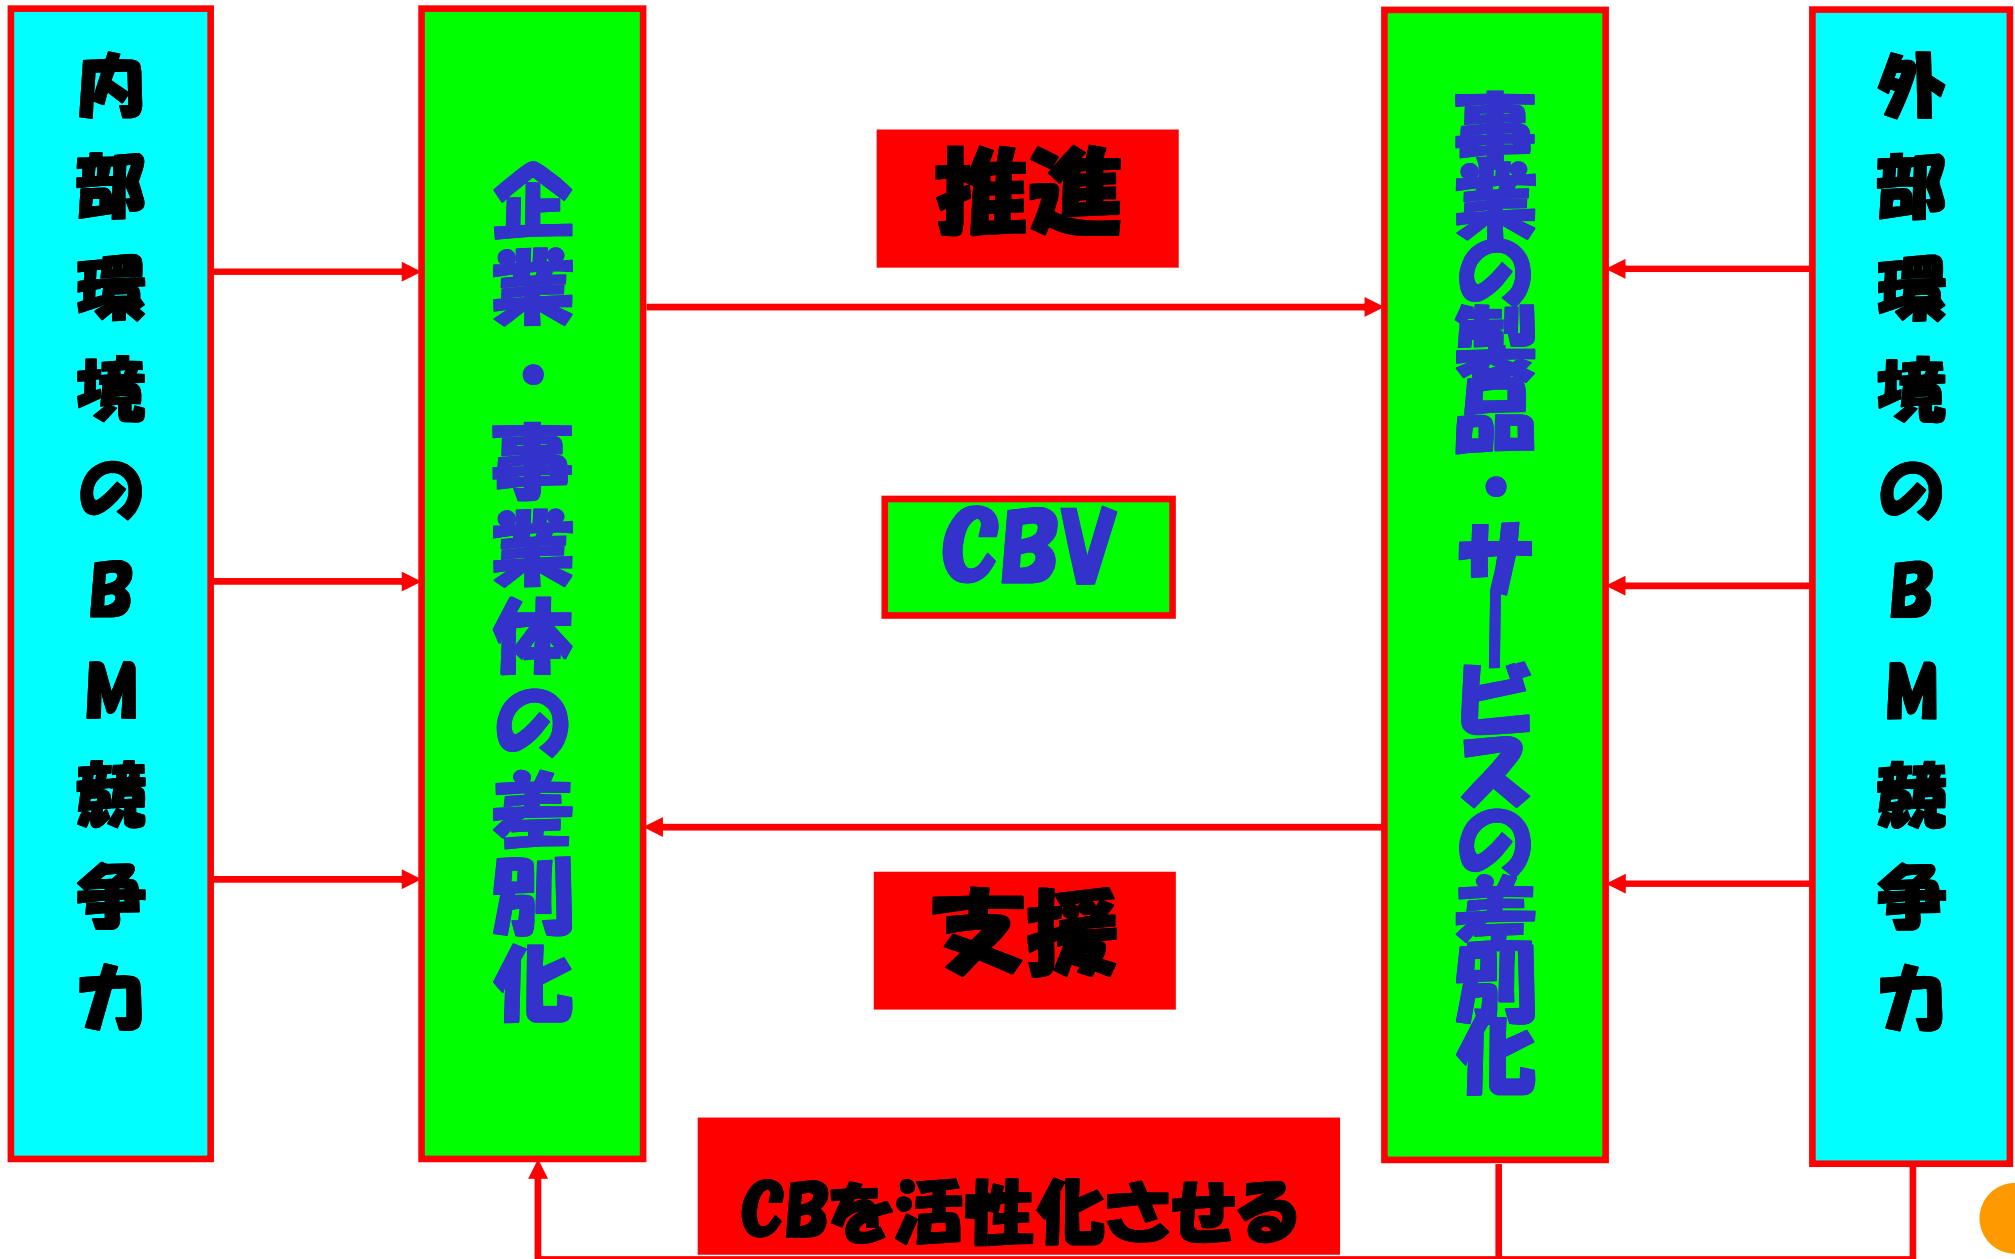 内部環境のBM競争力
企業・事業体の差別化
推進
CBV
支援
CBを活性化させる
事業の制度品・サービスの差別化
外部環境のBM競争力